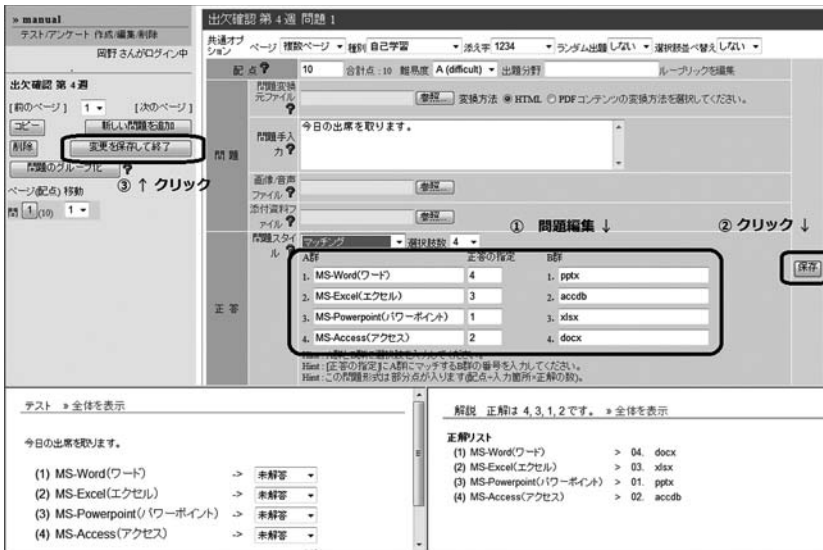 » manual
テスト/アンケート 作成/編集/削除
岡野 さんがログイン中
出欠確認 第 4 週
[前のページ] 1 [次のページ]
コピー 新しい問題を追加
削除 変更を保存して終了
問題のグループ化 ?
③ ↑ クリック
ページ(配点) 移動
問 1 (10) 1
出欠確認 第 4 週 問題 1
共通オプション ページ 複数ページ 種別 自己学習 添え字 1234 ランダム出題 しない 選択肢並べ替え しない
配 点 ? 10 合計点 : 10 難易度 A (difficult) 出題分野 ルーブリックを編集
問題
問題変換元ファイル ? 参照... 変換方法 HTML PDF コンテンツの変換方法を選択してください。
問題手入力 ? 今日の出席を取ります。
画像/音声ファイル ? 参照...
添付資料ファイル ? 参照...
① 問題編集 ↓ ② クリック ↓
正 答
問題スタイル ? マッチング 選択肢数 4
A群 正答の指定 B群
1. MS-Word(ワード) 4 1. pptx
2. MS-Excel(エクセル) 3 2. accdb
3. MS-Powerpoint(パワーポイント) 1 3. xlsx
4. MS-Access(アクセス) 2 4. docx
保存
Hint : [正答の指定]にA群にマッチするB群の番号を入力してください。
Hint : この問題形式は部分点が入ります(配点÷入力箇所×正解の数)。
テスト » 全体を表示
今日の出席を取ります。
(1) MS-Word(ワード) -> 未解答
(2) MS-Excel(エクセル) -> 未解答
(3) MS-Powerpoint(パワーポイント) -> 未解答
(4) MS-Access(アクセス) -> 未解答
解説 正解は 4, 3, 1, 2 です。 » 全体を表示
正解リスト
(1) MS-Word(ワード) > 04. docx
(2) MS-Excel(エクセル) > 03. xlsx
(3) MS-Powerpoint(パワーポイント) > 01. pptx
(4) MS-Access(アクセス) > 02. accdb